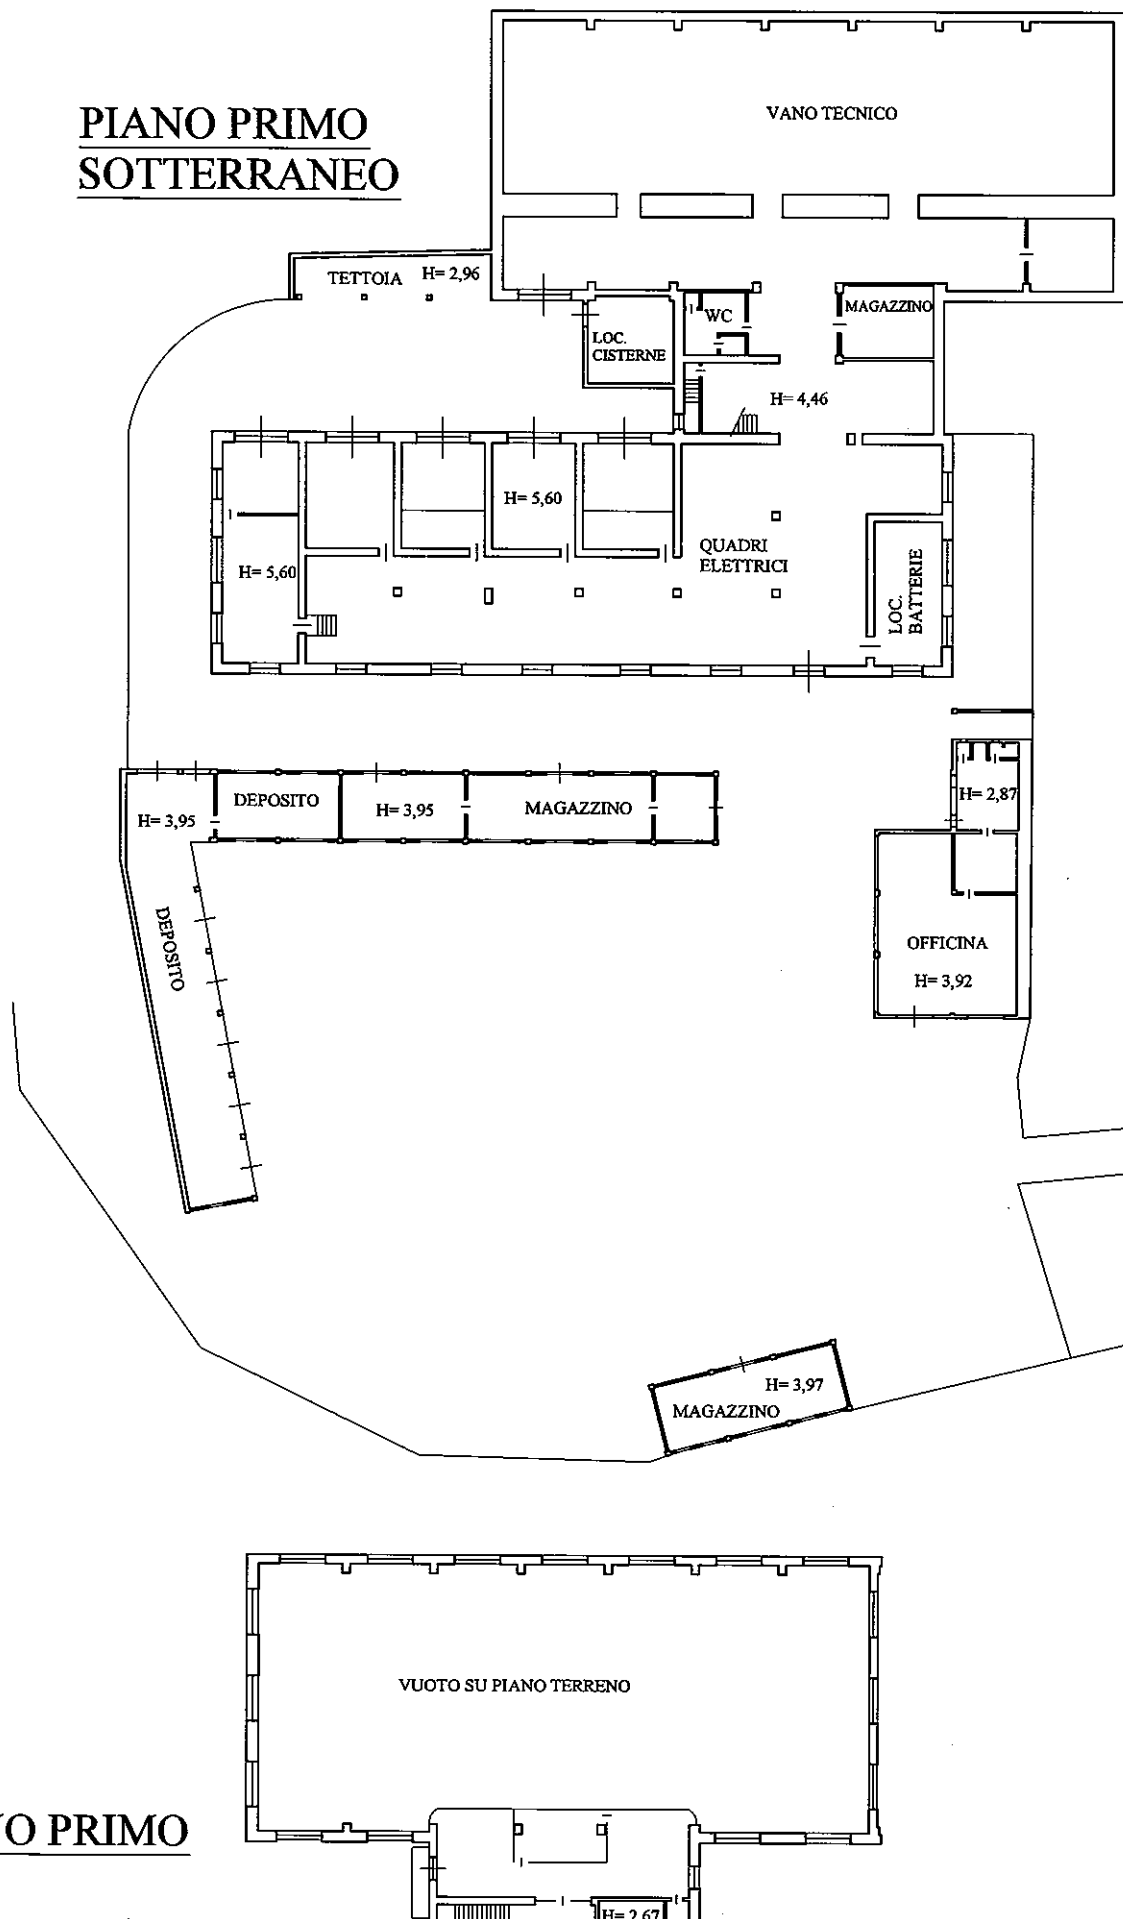 PIANO PRIMO
SOTTERRANEO
VANO TECNICO
TETTOIA
H= 2,96
LOC.
CISTERNE
WC
MAGAZZINO
H= 4,46
H= 5,60
H= 5,60
QUADRI
ELETTRICI
LOC.
BATTERIE
H= 3,95
DEPOSITO
H= 3,95
MAGAZZINO
H= 2,87
DEPOSITO
OFFICINA
H= 3,92
H= 3,97
MAGAZZINO
VUOTO SU PIANO TERRENO
O PRIMO
H= 2,67